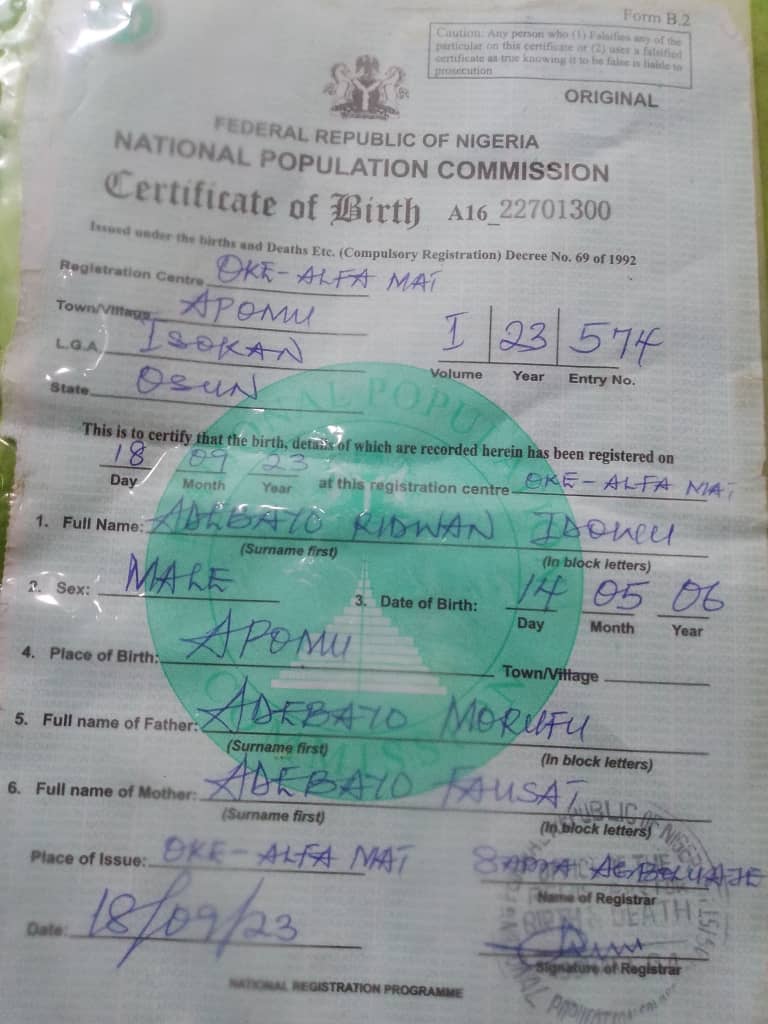 Form B.2
Caution: Any person who (1) Falsifies any of the
particular on this certificate or (2) uses a falsified
certificate as true knowing it to be false is liable to
prosecution
ORIGINAL
FEDERAL REPUBLIC OF NIGERIA
NATIONAL POPULATION COMMISSION
Certificate of Birth A16_22701300
Issued under the births and Deaths Etc. (Compulsory Registration) Decree No. 69 of 1992
Registration Centre OKE-ALFA MAT
Town/Village APOMU
L.G.A ISOKAN
State OSUN
I 23 574
Volume Year Entry No.
This is to certify that the birth, details of which are recorded herein has been registered on
18 09 23 at this registration centre OKE-ALFA MAT
Day Month Year
1. Full Name: ADEBAYO RIDWAN IDOWU
(Surname first) (In block letters)
2. Sex: MALE 3. Date of Birth: 14 05 06
Day Month Year
4. Place of Birth: APOMU Town/Village
5. Full name of Father: ADEBAYO MORUFU
(Surname first) (In block letters)
6. Full name of Mother: ADEBAYO FAUSAT
(Surname first) (In block letters)
Place of Issue: OKE-ALFA MAT
Name of Registrar
Date: 18/09/23
Signature of Registrar
NATIONAL REGISTRATION PROGRAMME